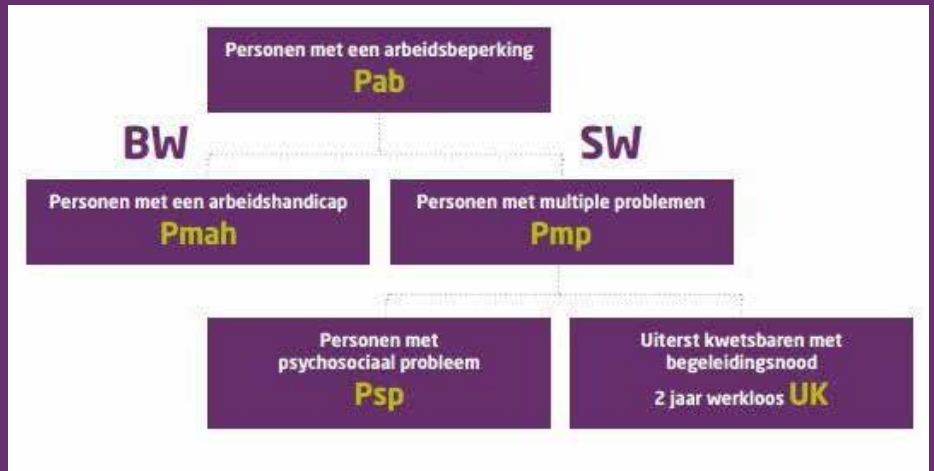 Personen met een arbeidsbeperking
Pab
BW
SW
Personen met een arbeidshandicap
Pmah
Personen met multiple problemen
Pmp
Personen met
psychosociaal probleem
Psp
Uiterst kwetsbaren met
begeleidingsnood
2 jaar werkloos UK